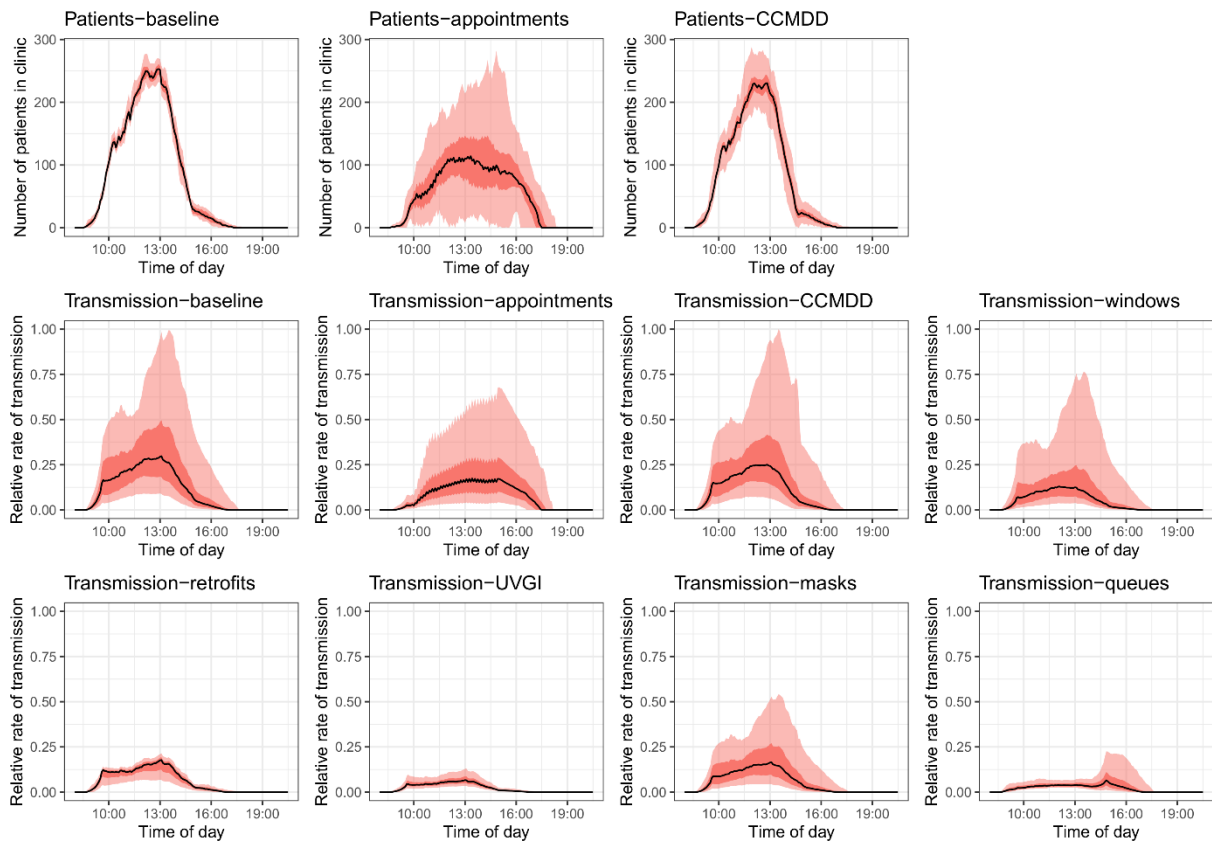 Patients−baseline
Patients−appointments
Patients−CCMDD
Number of patients in clinic
300
200
100
0
10:00 13:00 16:00 19:00
Time of day
Number of patients in clinic
300
200
100
0
10:00 13:00 16:00 19:00
Time of day
Number of patients in clinic
300
200
100
0
10:00 13:00 16:00 19:00
Time of day
Transmission−baseline
Transmission−appointments
Transmission−CCMDD
Transmission−windows
Relative rate of transmission
1.00
0.75
0.50
0.25
0.00
10:00 13:00 16:00 19:00
Time of day
Relative rate of transmission
1.00
0.75
0.50
0.25
0.00
10:00 13:00 16:00 19:00
Time of day
Relative rate of transmission
1.00
0.75
0.50
0.25
0.00
10:00 13:00 16:00 19:00
Time of day
Relative rate of transmission
1.00
0.75
0.50
0.25
0.00
10:00 13:00 16:00 19:00
Time of day
Transmission−retrofits
Transmission−UVGI
Transmission−masks
Transmission−queues
Relative rate of transmission
1.00
0.75
0.50
0.25
0.00
10:00 13:00 16:00 19:00
Time of day
Relative rate of transmission
1.00
0.75
0.50
0.25
0.00
10:00 13:00 16:00 19:00
Time of day
Relative rate of transmission
1.00
0.75
0.50
0.25
0.00
10:00 13:00 16:00 19:00
Time of day
Relative rate of transmission
1.00
0.75
0.50
0.25
0.00
10:00 13:00 16:00 19:00
Time of day